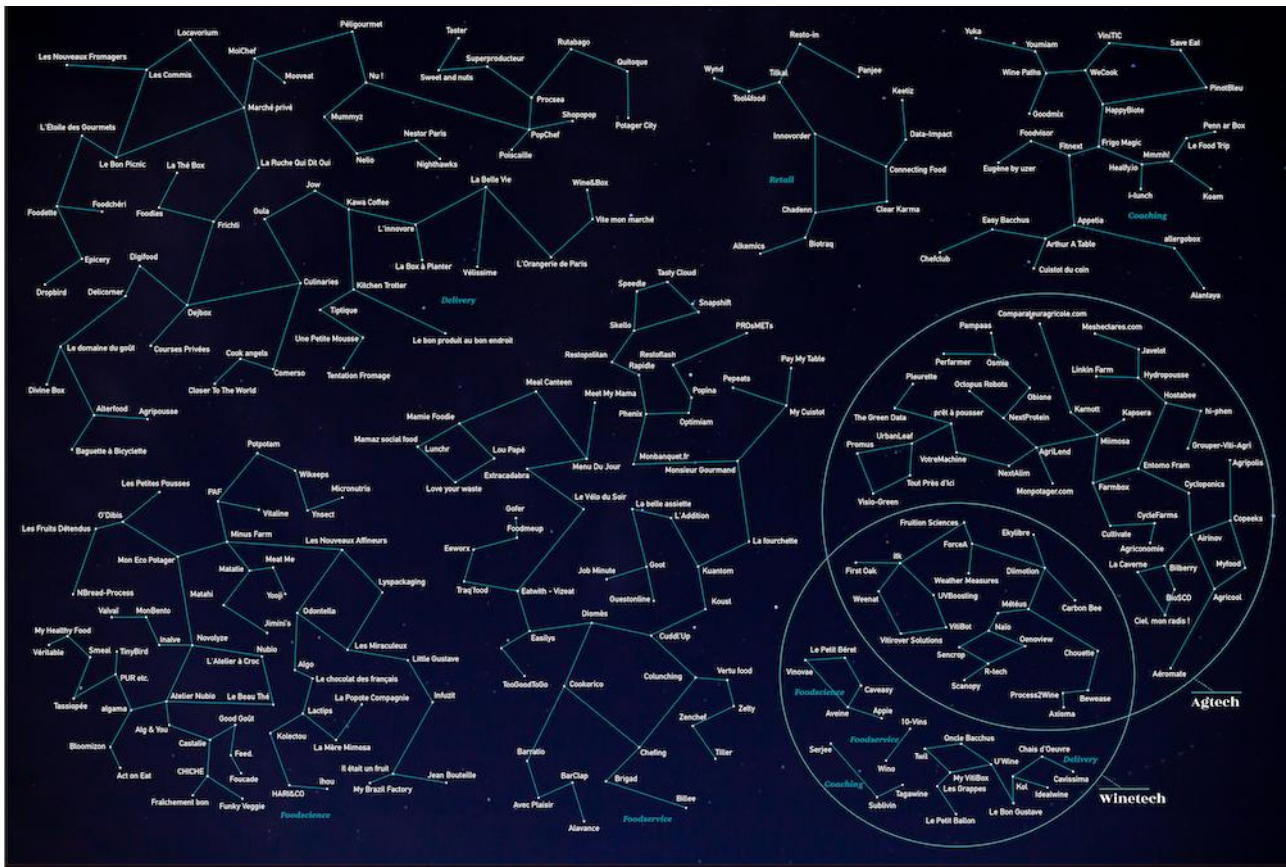 Locavorium
Les Nouveaux Fromagers
Les Commis
MoiChef
Mooveat
Péligourmet
Nu !
Marché privé
L'Étoile des Gourmets
Le Bon Picnic
La Thé Box
La Ruche Qui Dit Oui
Foodette
Foodchéri
Foodies
Frichti
Epicery
Dropbird
Digifood
Delicorner
Dejbox
Courses Privées
Le domaine du goût
Divine Box
Alterfood
Agripousse
Baguette à Bicyclette
Taster
Superproducteur
Sweet and nuts
Rutabago
Quitoque
Procsea
Shopopop
PopChef
Poiscaille
Potager City
Mummyz
Nestor Paris
Nelio
Nighthawks
Jow
Gula
Kawa Coffee
La Belle Vie
Wine&Box
L'innovore
Vite mon marché
La Box à Planter
Vélissime
L'Orangerie de Paris
Culinaries
Kitchen Trotter
Delivery
Tiptique
Une Petite Mousse
Le bon produit au bon endroit
Cook angels
Comerso
Closer To The World
Tentation Fromage
Resto-in
Wynd
Tilkal
Panjee
Tool4food
Keetiz
Innovorder
Data-Impact
Retail
Connecting Food
Chadenn
Clear Karma
Alkemics
Biotraq
Yuka
Youmiam
ViniTIC
Save Eat
Wine Paths
WeCook
PinotBleu
Goodmix
HappyBiote
Foodvisor
Fitnext
Frigo Magic
Penn ar Box
Le Food Trip
Mmmh!
Eugène by uzer
Healfy.io
i-lunch
Koam
Coaching
Easy Bacchus
Appetia
Arthur A Table
allergobox
Chefclub
Cuistot du coin
Alantaya
Tasty Cloud
Speedle
Snapshift
Skello
PROsMETs
Restopolitan
Restoflash
Rapidle
Pay My Table
Meal Canteen
Meet My Mama
Popina
Pepeats
Mamie Foodie
Phenix
Optimiam
My Cuistot
Mamaz social food
Lunchr
Lou Papé
Extracadabra
Menu Du Jour
Monbanquet.fr
Monsieur Gourmand
Love your waste
Le Vélo du Soir
La belle assiette
L'Addition
Gofer
Foodmeup
Eeworx
La fourchette
Job Minute
Goot
Kuantom
Traq'food
Eatwith - Vizeat
Guestonline
Koust
Diamès
Easilys
Cuddl'Up
TooGoodToGo
Cookorico
Colunching
Vertu food
Zelty
Zenchef
Tiller
Barratio
Chefing
BarClap
Brigad
Avec Plaisir
Alavance
Billee
Foodservice
Potpotam
Les Petites Pousses
Wikeeps
PAF
Micronutris
O'Dibis
Vitaline
Ynsect
Les Fruits Détendus
Minus Farm
Mon Eco Potager
Les Nouveaux Affineurs
Meat Me
Matatie
NBread-Process
Matahi
Yooji
Lyspackaging
Valvaï
MonBento
Odontella
Jimini's
My Healthy Food
Inalve
Novolyze
Véritable
Smeal
TinyBird
Nubio
Les Miraculeux
L'Atelier à Croc
Algo
Little Gustave
PUR etc.
Le chocolat des français
Tassiopée
Atelier Nubio
Le Beau Thé
La Popote Compagnie
algama
Lactips
Infuzit
Alg & You
Good Goût
Kolectou
Bloomizon
Castalie
La Mère Mimosa
Feed.
Act on Eat
CHICHE
Foucade
ihou
Il était un fruit
Jean Bouteille
Fraîchement bon
HARI&CO
My Brazil Factory
Funky Veggie
Foodscience
Comparateuragricole.com
Pampaas
Mesheclares.com
Perfarmer
Osmia
Javelot
Pleurette
Octopus Robots
Obione
Linkin Farm
Hydropousse
The Green Data
prêt à pousser
NextProtein
Karnott
Kapsera
Hostabee
hi-phen
Promus
UrbanLeaf
Miimosa
Grouper-Viti-Agri
VotreMachine
AgriLend
Agripolis
NextAlim
Entomo Fram
Tout Près d'Ici
Monpotager.com
Farmbox
Cycloponics
Visio-Green
CycleFarms
Copeeks
Cultivate
Airinov
Agriconomie
La Caverne
Bilberry
Myfood
BioSCO
Agricool
Ciel, mon radis !
Aéromate
Agtech
Fruition Sciences
Ekylibre
ForceA
itk
First Oak
Diimotion
Weather Measures
Weenat
UVBoosting
Carbon Bee
Météus
Vitirover Solutions
VitiBot
Naïo
Oenoview
Sencrop
Chouette
R-tech
Scanopy
Process2Wine
Bewease
Axioma
Le Petit Béret
Vinovae
Foodscience
Caveasy
Aveine
Apple
10-Vins
Foodservice
Serjee
Wino
Twil
Oncle Bacchus
Chais d'Oeuvre
U'Wine
Delivery
Coaching
My VitiBox
Kol
Cavissima
Tagawine
Les Grappes
Idealwine
Sublivin
Le Petit Ballon
Le Bon Gustave
Winetech